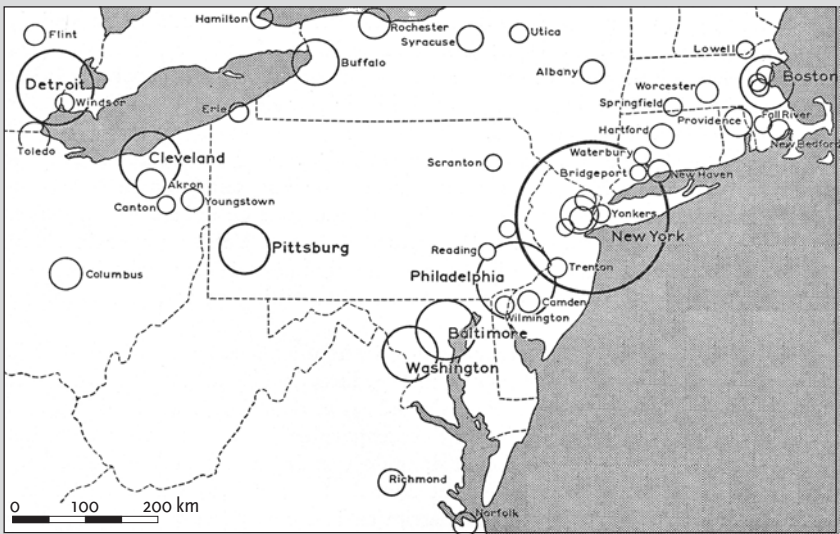 Hamilton
Rochester
Utica
Flint
Syracuse
Lowell
Buffalo
Albany
Boston
Detroit
Worcester
Windsor
Springfield
Erie
Providence
Fall River
Hartford
New Bedford
Toledo
Waterbury
Cleveland
Scranton
Bridgeport
New Haven
Akron
Canton
Youngstown
Yonkers
New York
Pittsburg
Reading
Trenton
Columbus
Philadelphia
Camden
Wilmington
Baltimore
Washington
Richmond
Norfolk
0 100 200 km